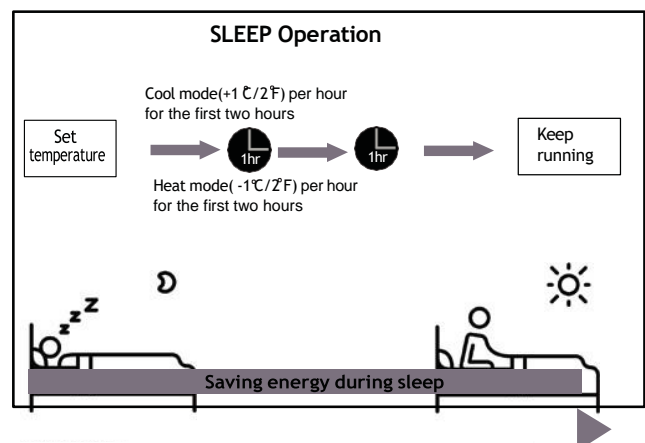 SLEEP Operation
Cool mode(+1℃/2℉) per hour
for the first two hours
Set
temperature
1hr
1hr
Keep
running
Heat mode( -1℃/2℉) per hour
for the first two hours
z z Z
Saving energy during sleep